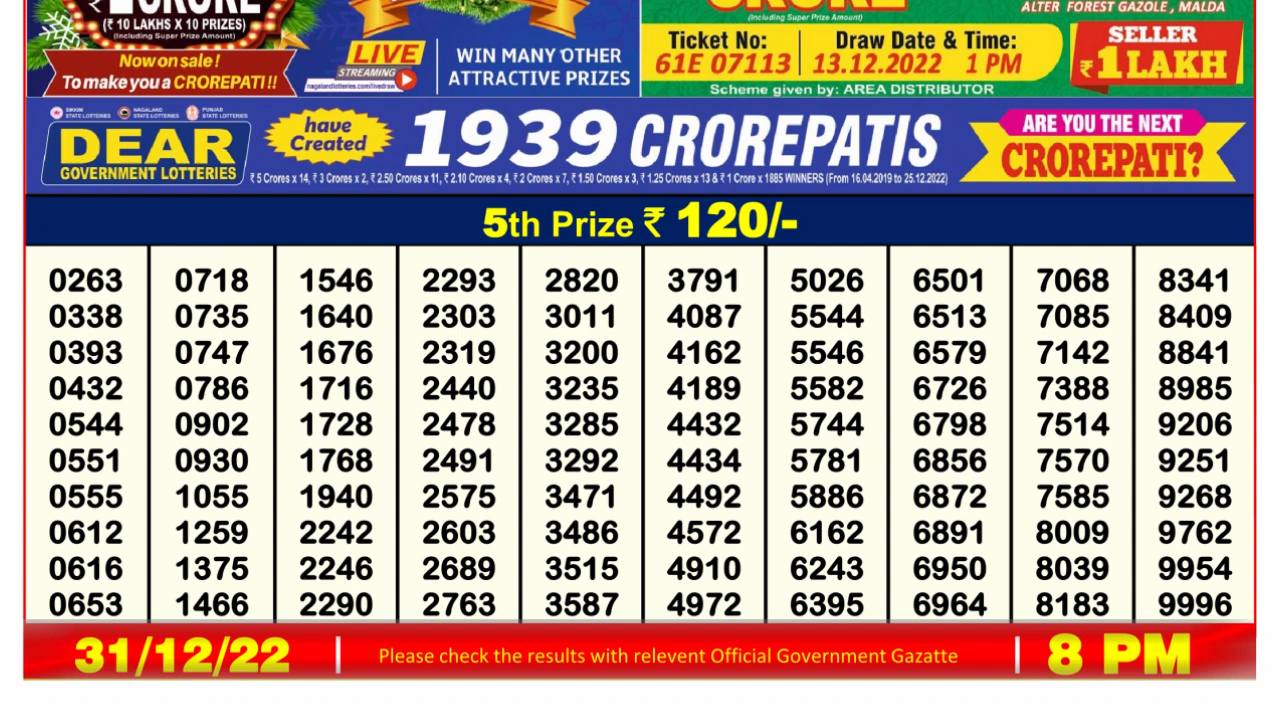 CRORE
(₹ 10 LAKHS X 10 PRIZES)
(Including Super Prize Amount)
Now on sale !
To make you a CROREPATI !!
LIVE
STREAMING
nagalandlotteries.com/livedraw
WIN MANY OTHER
ATTRACTIVE PRIZES
CRORE
(Including Super Prize Amount)
ALTER FOREST GAZOLE , MALDA
Ticket No:
61E 07113
Draw Date & Time:
13.12.2022 1 PM
Scheme given by: AREA DISTRIBUTOR
SELLER
₹1 LAKH
SIKKIM STATE LOTTERIES
NAGALAND STATE LOTTERIES
PUNJAB STATE LOTTERIES
DEAR
GOVERNMENT LOTTERIES
have
Created
1939 CROREPATIS
₹ 5 Crores x 14, ₹ 3 Crores x 2, ₹ 2.50 Crores x 11, ₹ 2.10 Crores x 4, ₹ 2 Crores x 7, ₹ 1.50 Crores x 3, ₹ 1.25 Crores x 13 & ₹ 1 Crore x 1885 WINNERS (From 16.04.2019 to 25.12.2022)
ARE YOU THE NEXT
CROREPATI?
5th Prize ₹ 120/-
0263 0718 1546 2293 2820 3791 5026 6501 7068 8341
0338 0735 1640 2303 3011 4087 5544 6513 7085 8409
0393 0747 1676 2319 3200 4162 5546 6579 7142 8841
0432 0786 1716 2440 3235 4189 5582 6726 7388 8985
0544 0902 1728 2478 3285 4432 5744 6798 7514 9206
0551 0930 1768 2491 3292 4434 5781 6856 7570 9251
0555 1055 1940 2575 3471 4492 5886 6872 7585 9268
0612 1259 2242 2603 3486 4572 6162 6891 8009 9762
0616 1375 2246 2689 3515 4910 6243 6950 8039 9954
0653 1466 2290 2763 3587 4972 6395 6964 8183 9996
31/12/22
Please check the results with relevent Official Government Gazatte
8 PM